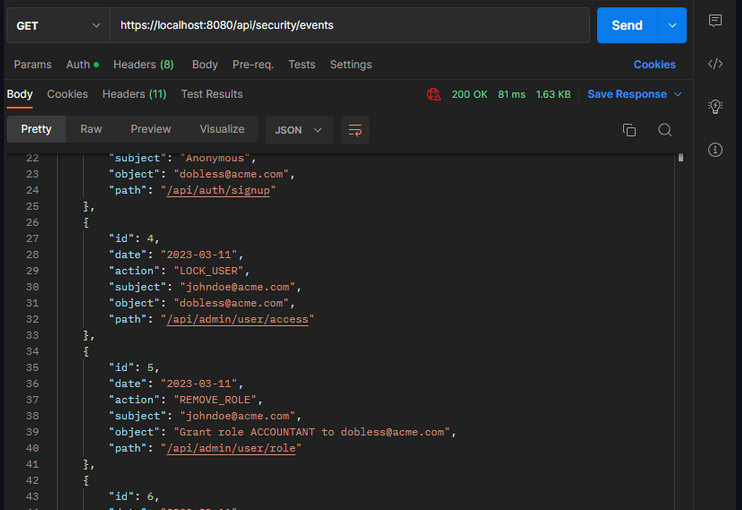 GET https://localhost:8080/api/security/events Send
Params Auth Headers (8) Body Pre-req. Tests Settings Cookies
Body Cookies Headers (11) Test Results 200 OK 81 ms 1.63 KB Save Response
Pretty Raw Preview Visualize JSON
22 "subject": "Anonymous",
23 "object": "dobless@acme.com",
24 "path": "/api/auth/signup"
25 },
26 {
27 "id": 4,
28 "date": "2023-03-11",
29 "action": "LOCK_USER",
30 "subject": "johndoe@acme.com",
31 "object": "dobless@acme.com",
32 "path": "/api/admin/user/access"
33 },
34 {
35 "id": 5,
36 "date": "2023-03-11",
37 "action": "REMOVE_ROLE",
38 "subject": "johndoe@acme.com",
39 "object": "Grant role ACCOUNTANT to dobless@acme.com",
40 "path": "/api/admin/user/role"
41 },
42 {
43 "id": 6,